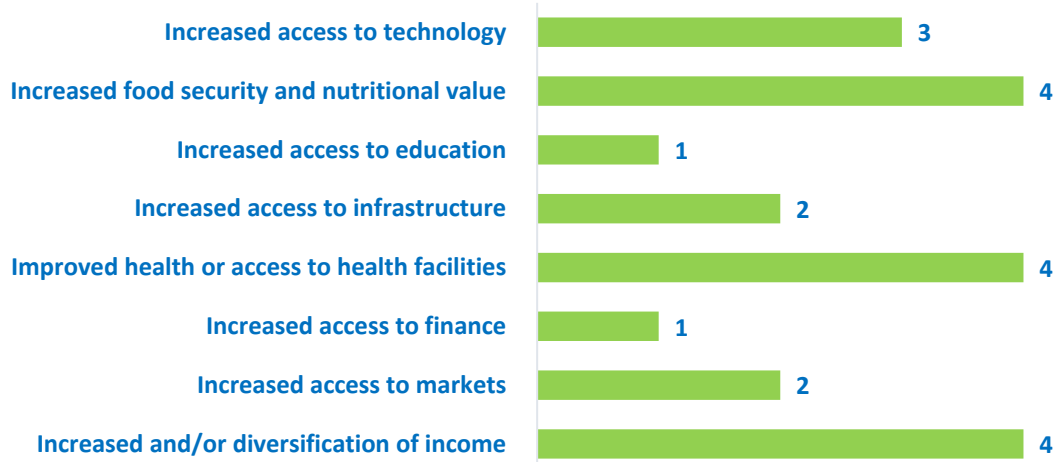 Increased access to technology 3
Increased food security and nutritional value 4
Increased access to education 1
Increased access to infrastructure 2
Improved health or access to health facilities 4
Increased access to finance 1
Increased access to markets 2
Increased and/or diversification of income 4